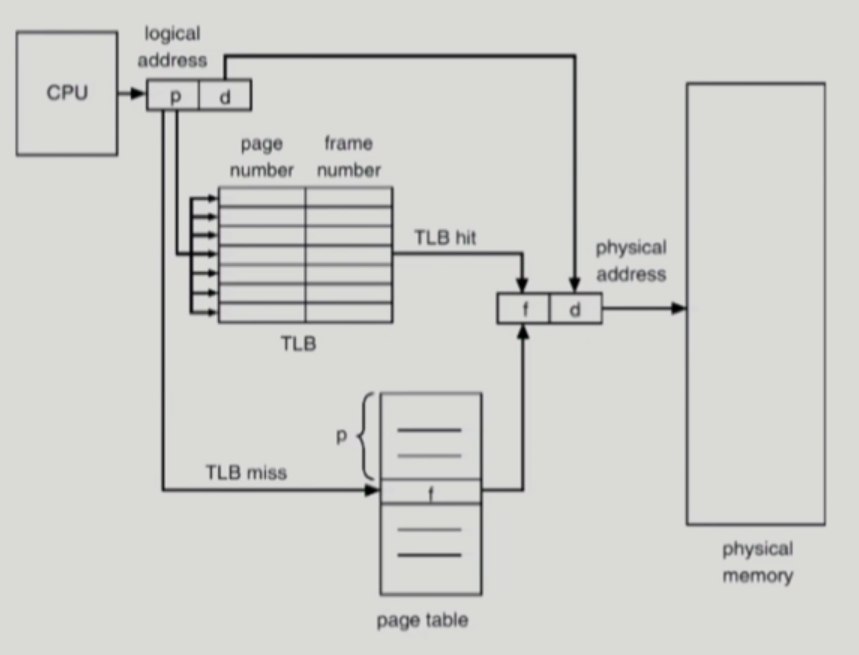 logical
address
CPU
p
d
page
number
frame
number
TLB hit
physical
address
f
d
TLB
p
TLB miss
f
page table
physical
memory